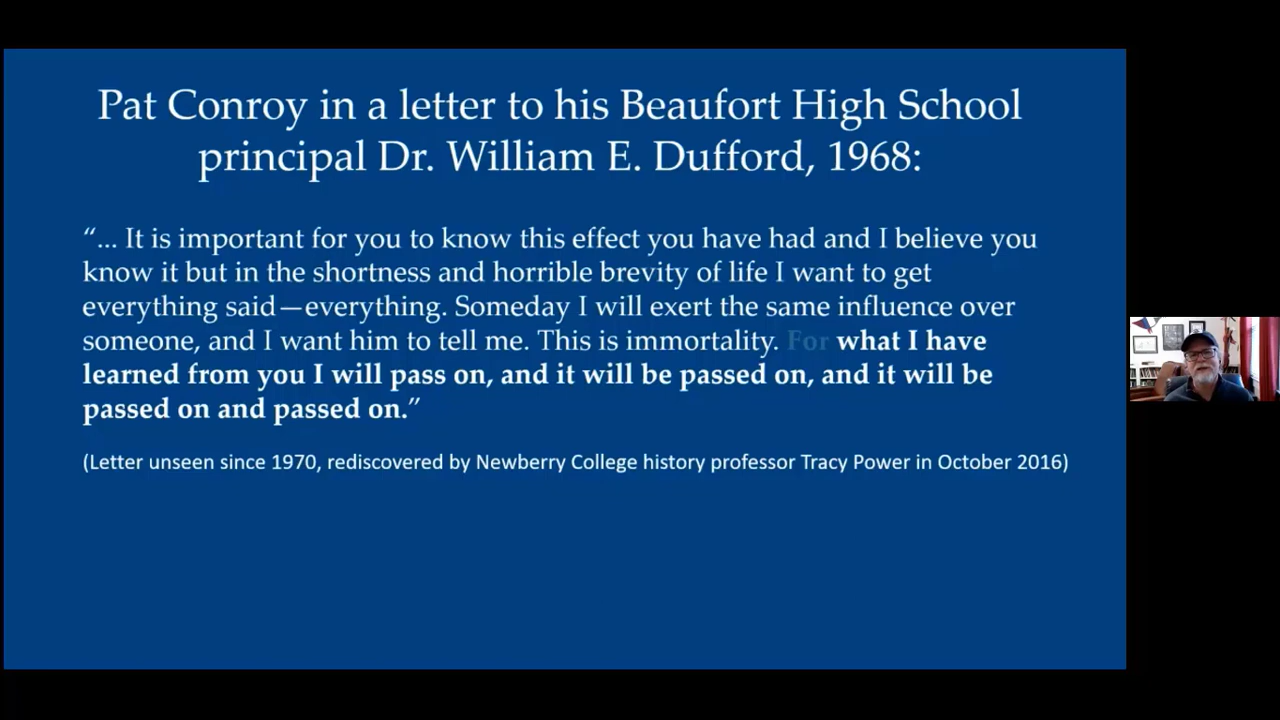 Pat Conroy in a letter to his Beaufort High School
principal Dr. William E. Dufford, 1968:
“... It is important for you to know this effect you have had and I believe you
know it but in the shortness and horrible brevity of life I want to get
everything said—everything. Someday I will exert the same influence over
someone, and I want him to tell me. This is immortality. For what I have
learned from you I will pass on, and it will be passed on, and it will be
passed on and passed on.”
(Letter unseen since 1970, rediscovered by Newberry College history professor Tracy Power in October 2016)